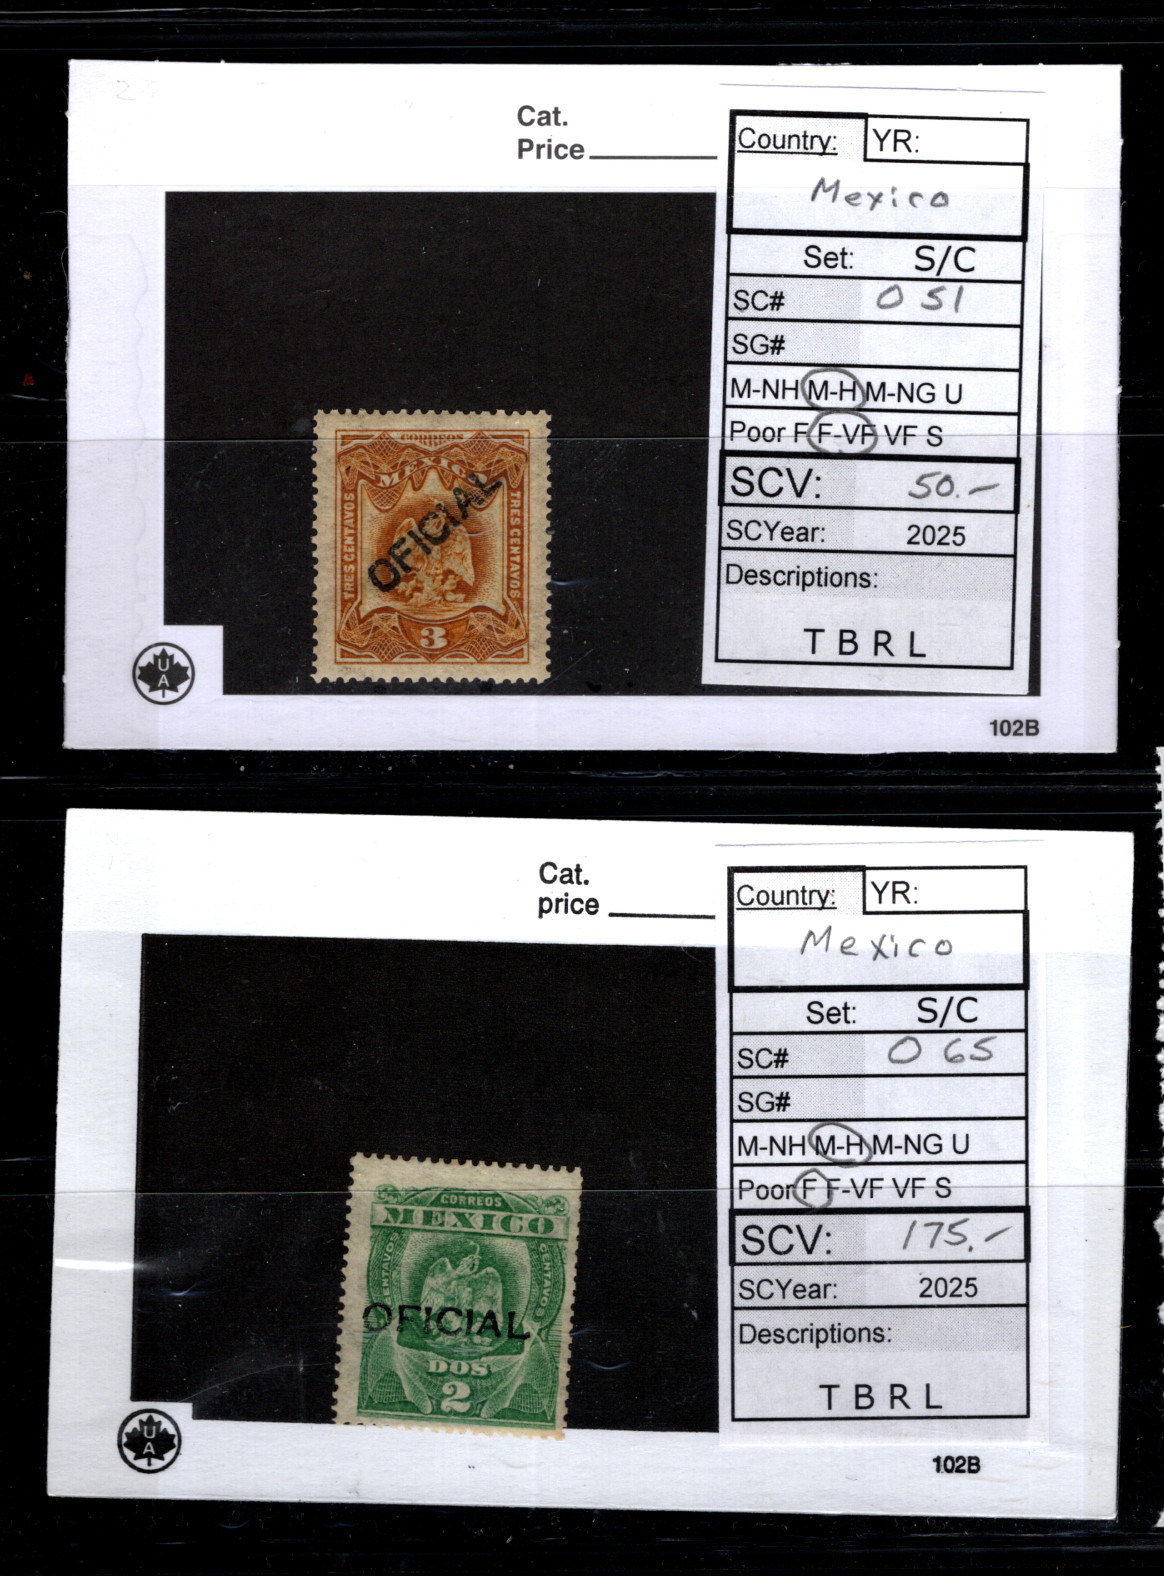 Cat.
Price
Country: YR:
Mexico
Set: S/C
SC# O 51
SG#
M-NH M-H M-NG U
Poor F F-VF VF S
SCV: 50.-
SCYear: 2025
Descriptions:
T B R L
CORREOS
MEXICO
TRES CENTAVOS
TRES CENTAVOS
OFICIAL
3
U
A
102B
Cat.
price
Country: YR:
Mexico
Set: S/C
SC# O 65
SG#
M-NH M-H M-NG U
Poor F F-VF VF S
SCV: 175.-
SCYear: 2025
Descriptions:
T B R L
CORREOS
MEXICO
CENTAVOS
CENTAVOS
OFICIAL
DOS
2
U
A
102B